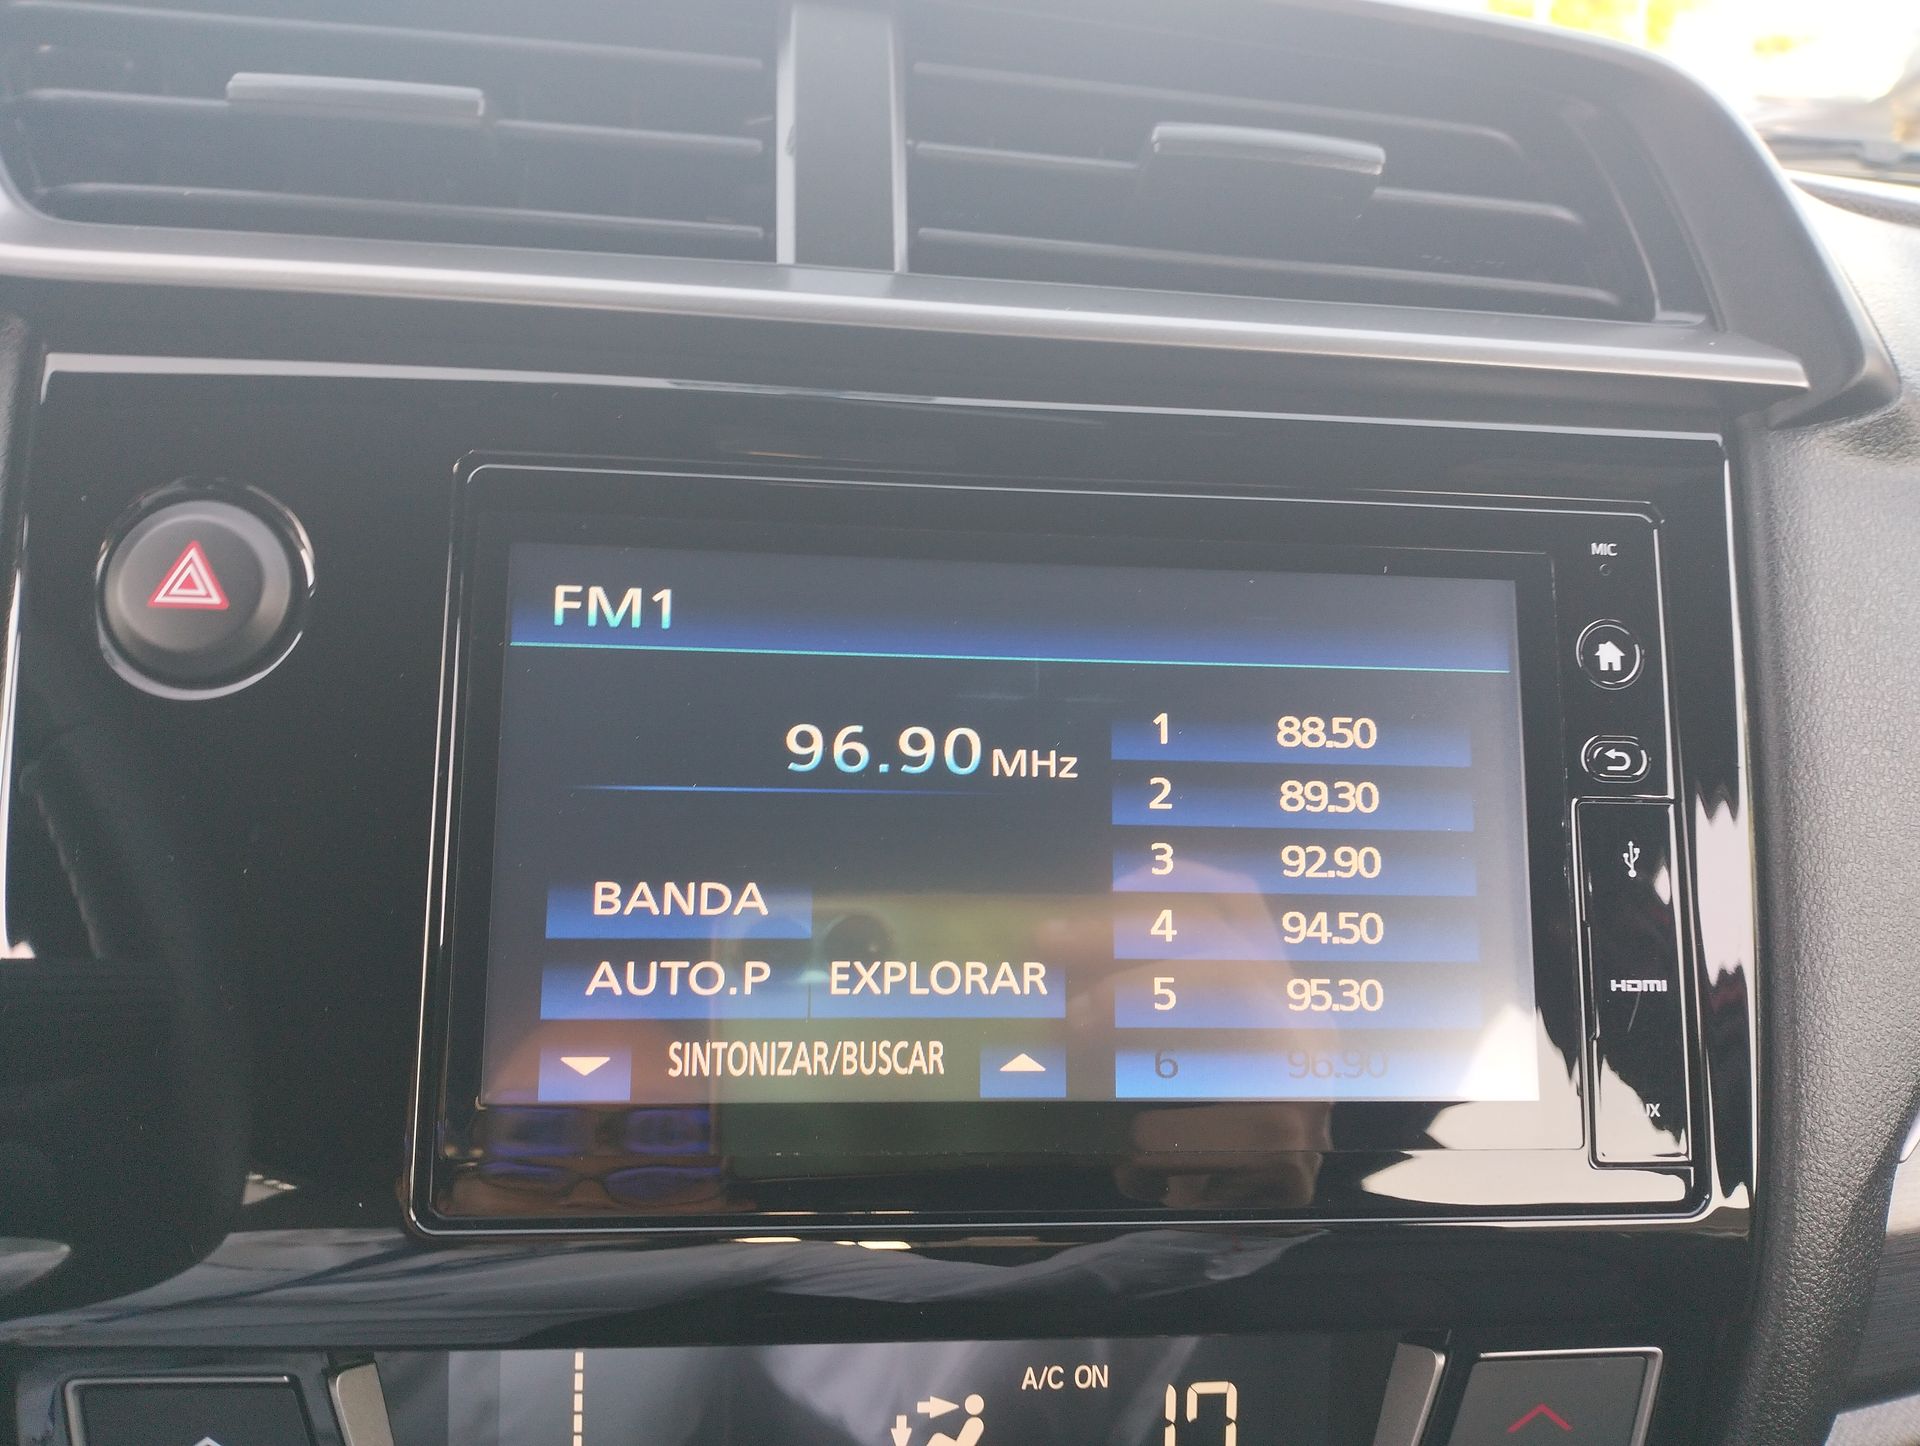 MIC
FM1
96.90 MHz
1 88.50
2 89.30
3 92.90
4 94.50
5 95.30
6 96.90
BANDA
AUTO.P
EXPLORAR
SINTONIZAR/BUSCAR
HDMI
A/C ON
17